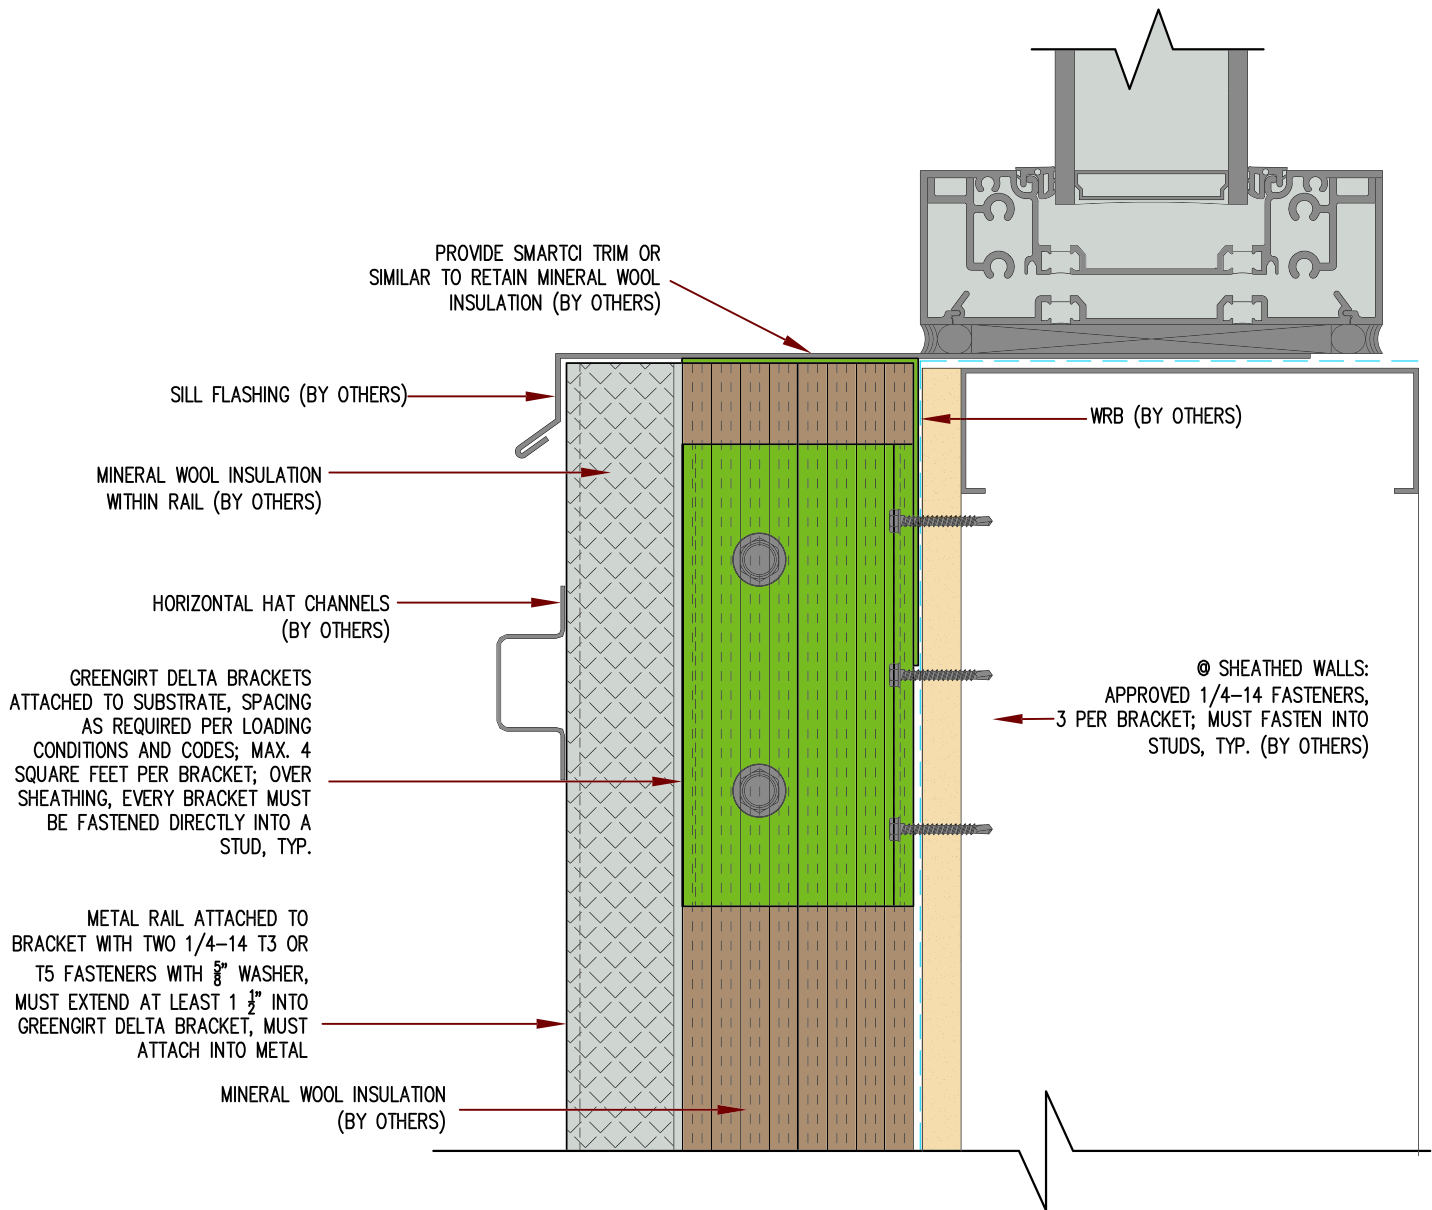 PROVIDE SMARTCI TRIM OR
SIMILAR TO RETAIN MINERAL WOOL
INSULATION (BY OTHERS)
SILL FLASHING (BY OTHERS)
WRB (BY OTHERS)
MINERAL WOOL INSULATION
WITHIN RAIL (BY OTHERS)
HORIZONTAL HAT CHANNELS
(BY OTHERS)
GREENGIRT DELTA BRACKETS
ATTACHED TO SUBSTRATE, SPACING
AS REQUIRED PER LOADING
CONDITIONS AND CODES; MAX. 4
SQUARE FEET PER BRACKET; OVER
SHEATHING, EVERY BRACKET MUST
BE FASTENED DIRECTLY INTO A
STUD, TYP.
@ SHEATHED WALLS:
APPROVED 1/4-14 FASTENERS,
3 PER BRACKET; MUST FASTEN INTO
STUDS, TYP. (BY OTHERS)
METAL RAIL ATTACHED TO
BRACKET WITH TWO 1/4-14 T3 OR
T5 FASTENERS WITH 5/8" WASHER,
MUST EXTEND AT LEAST 1 1/2" INTO
GREENGIRT DELTA BRACKET, MUST
ATTACH INTO METAL
MINERAL WOOL INSULATION
(BY OTHERS)